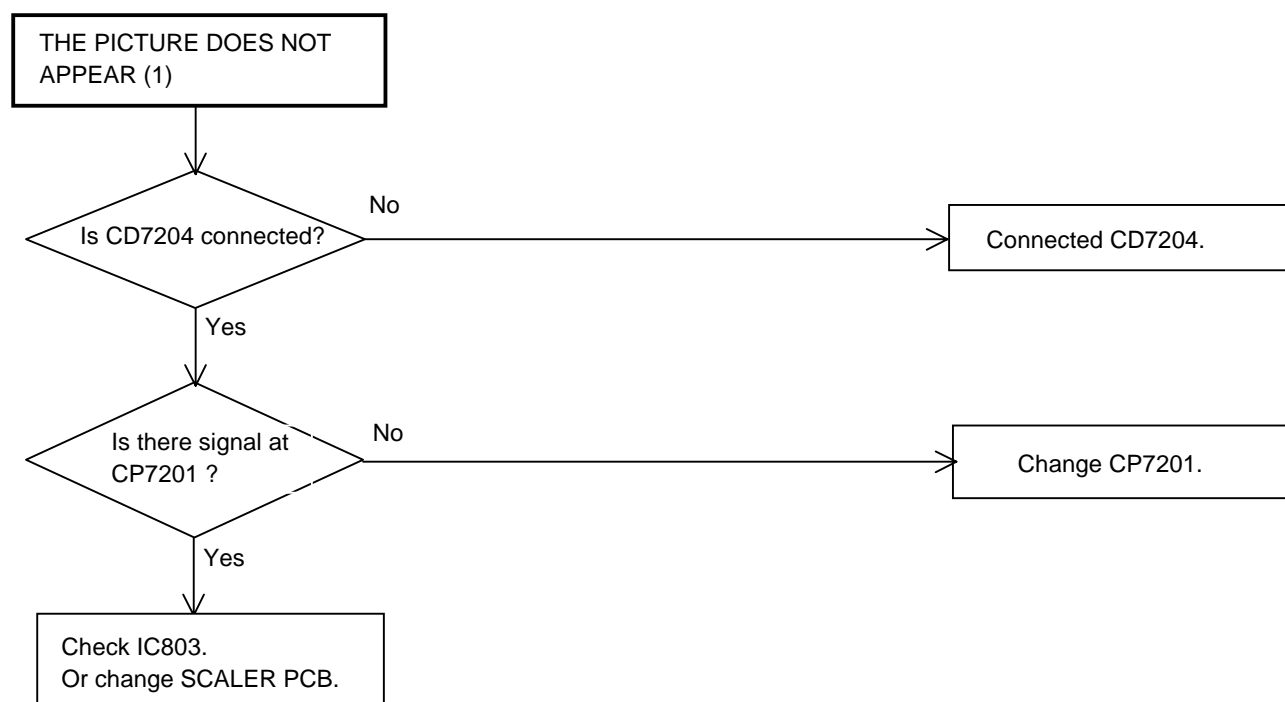 THE PICTURE DOES NOT
APPEAR (1)
Is CD7204 connected?
No
Connected CD7204.
Yes
Is there signal at
CP7201 ?
No
Change CP7201.
Yes
Check IC803.
Or change SCALER PCB.